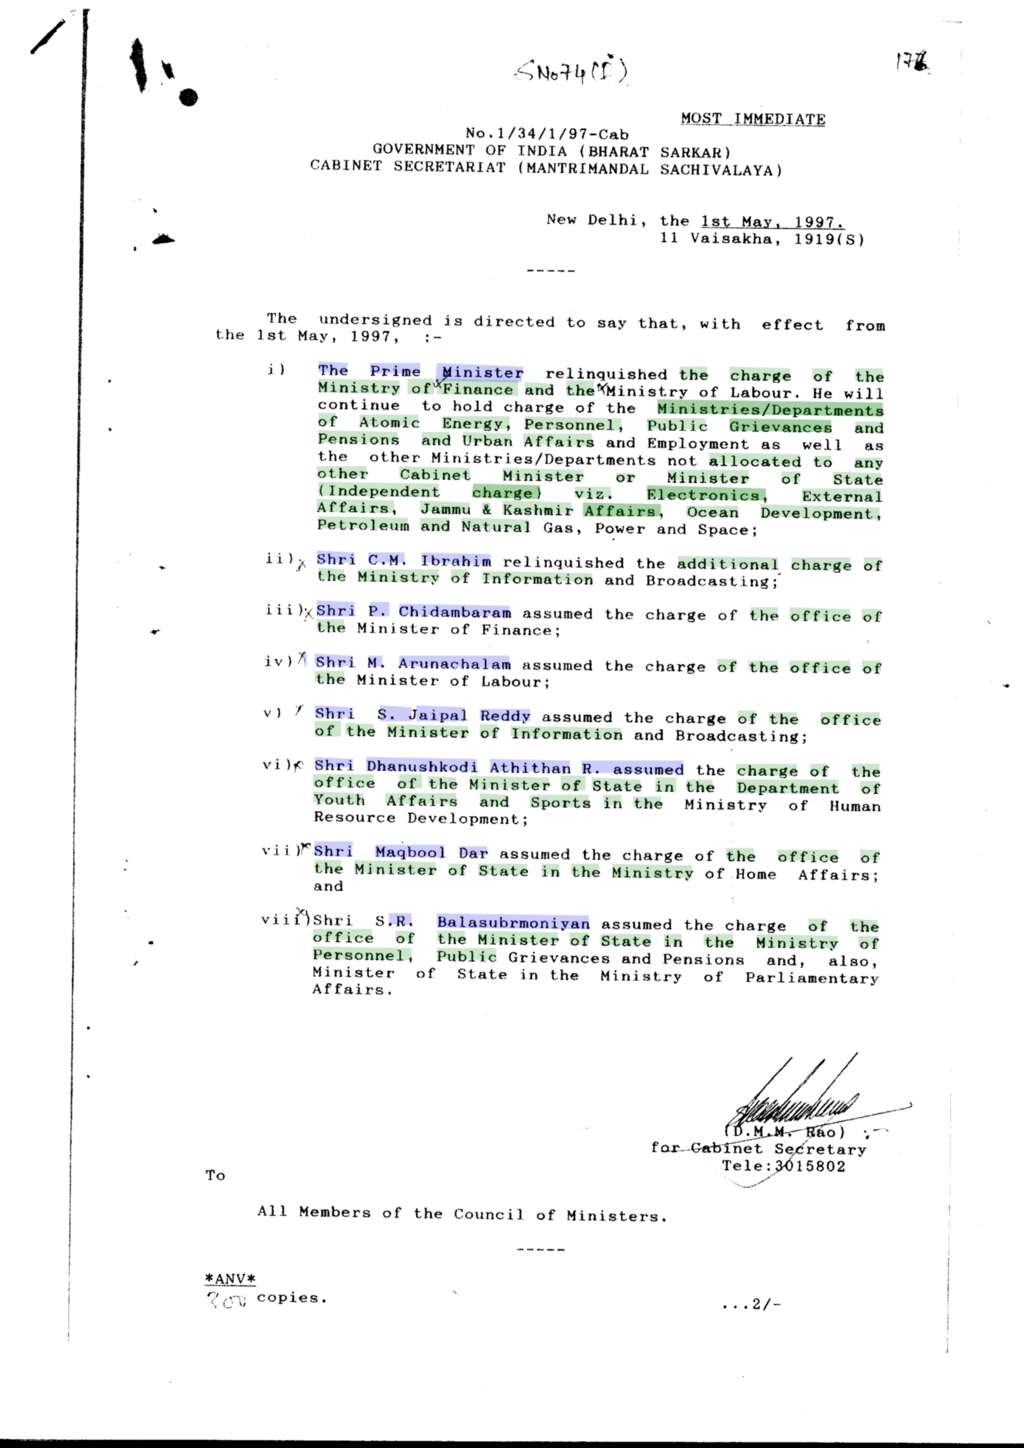 SNo74(I)
MOST IMMEDIATE
No.1/34/1/97-Cab
GOVERNMENT OF INDIA (BHARAT SARKAR)
CABINET SECRETARIAT (MANTRIMANDAL SACHIVALAYA)
New Delhi, the 1st May, 1997.
11 Vaisakha, 1919(S)
-----
The undersigned is directed to say that, with effect from
the 1st May, 1997, :-
i) The Prime Minister relinquished the charge of the
Ministry of Finance and the Ministry of Labour. He will
continue to hold charge of the Ministries/Departments
of Atomic Energy, Personnel, Public Grievances and
Pensions and Urban Affairs and Employment as well as
the other Ministries/Departments not allocated to any
other Cabinet Minister or Minister of State
(Independent charge) viz. Electronics, External
Affairs, Jammu & Kashmir Affairs, Ocean Development,
Petroleum and Natural Gas, Power and Space;
ii) Shri C.M. Ibrahim relinquished the additional charge of
the Ministry of Information and Broadcasting;
iii) Shri P. Chidambaram assumed the charge of the office of
the Minister of Finance;
iv) Shri M. Arunachalam assumed the charge of the office of
the Minister of Labour;
v) Shri S. Jaipal Reddy assumed the charge of the office
of the Minister of Information and Broadcasting;
vi) Shri Dhanushkodi Athithan R. assumed the charge of the
office of the Minister of State in the Department of
Youth Affairs and Sports in the Ministry of Human
Resource Development;
vii) Shri Maqbool Dar assumed the charge of the office of
the Minister of State in the Ministry of Home Affairs;
and
viii) Shri S.R. Balasubrmoniyan assumed the charge of the
office of the Minister of State in the Ministry of
Personnel, Public Grievances and Pensions and, also,
Minister of State in the Ministry of Parliamentary
Affairs.
(D.M.M. Rao)
for Cabinet Secretary
Tele:3015802
To
All Members of the Council of Ministers.
-----
*ANV*
copies.
...2/-